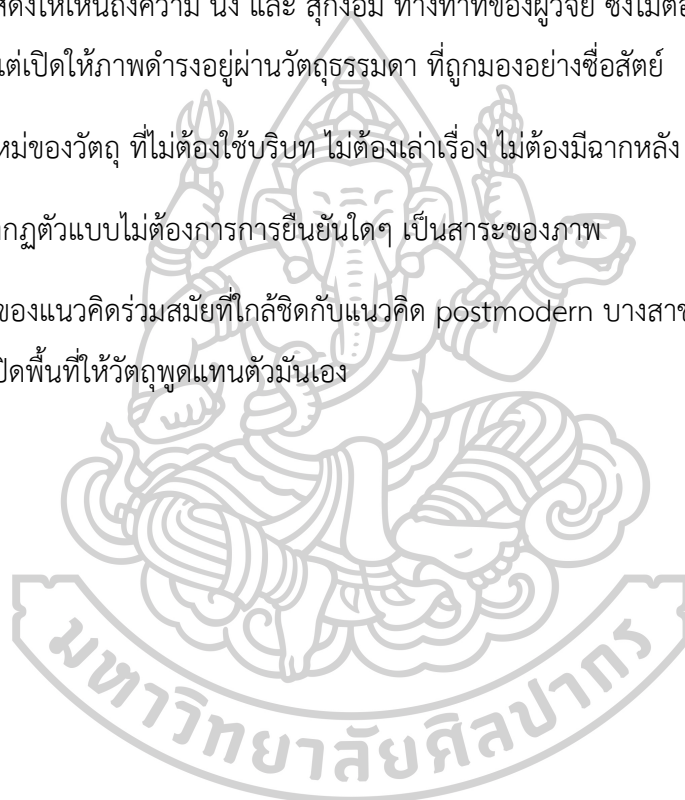 สดงให้เห็นถึงความ นิ่ง และ สุกงอม ทางท่าทีของผู้วิจัย ซึ่งไม่ต้อ
แต่เปิดให้ภาพดำรงอยู่ผ่านวัตถุธรรมดา ที่ถูกมองอย่างซื่อสัตย์
หม่ของวัตถุ ที่ไม่ต้องใช้บริบท ไม่ต้องเล่าเรื่อง ไม่ต้องมีฉากหลัง
กฏตัวแบบไม่ต้องการการยืนยันใดๆ เป็นสาระของภาพ
ของแนวคิดร่วมสมัยที่ใกล้ชิดกับแนวคิด postmodern บางสาข
ปิดพื้นที่ให้วัตถุพูดแทนตัวมันเอง
มหาวิทยาลัยศิลปากร